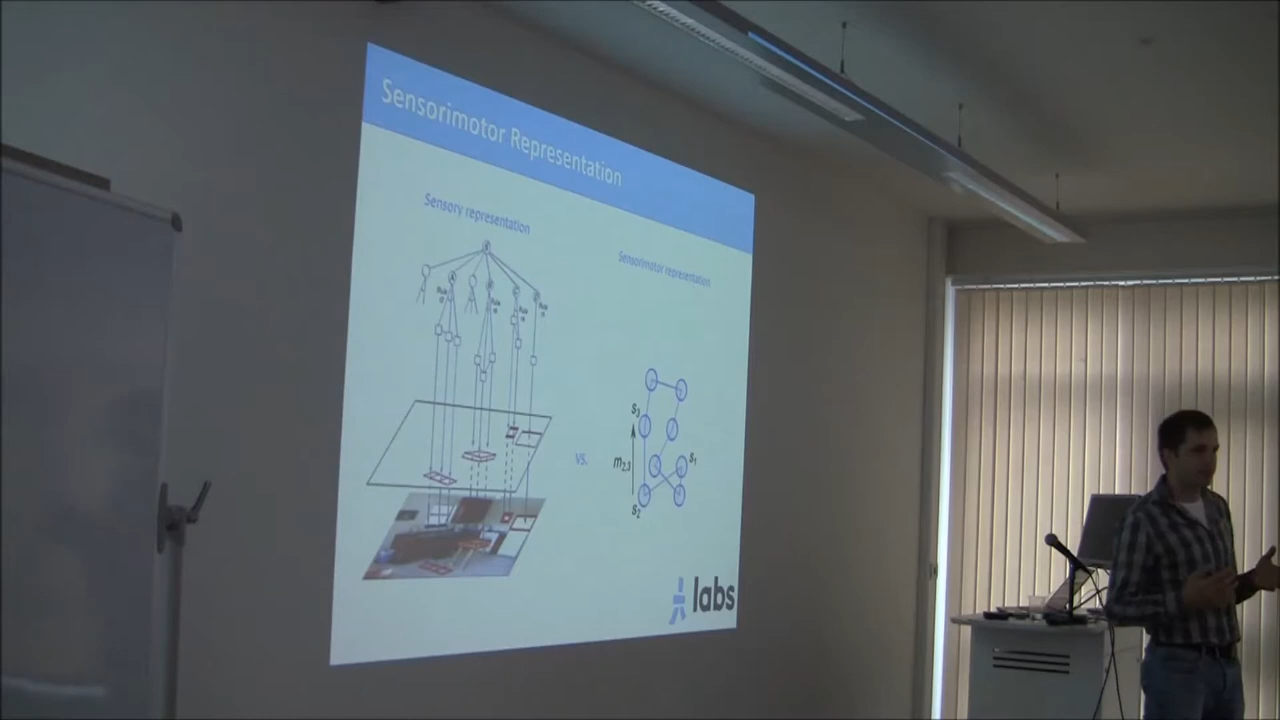 Sensorimotor Representation
Sensory representation
Sensorimotor representation
S3
m2,3
S1
S2
vs.
labs